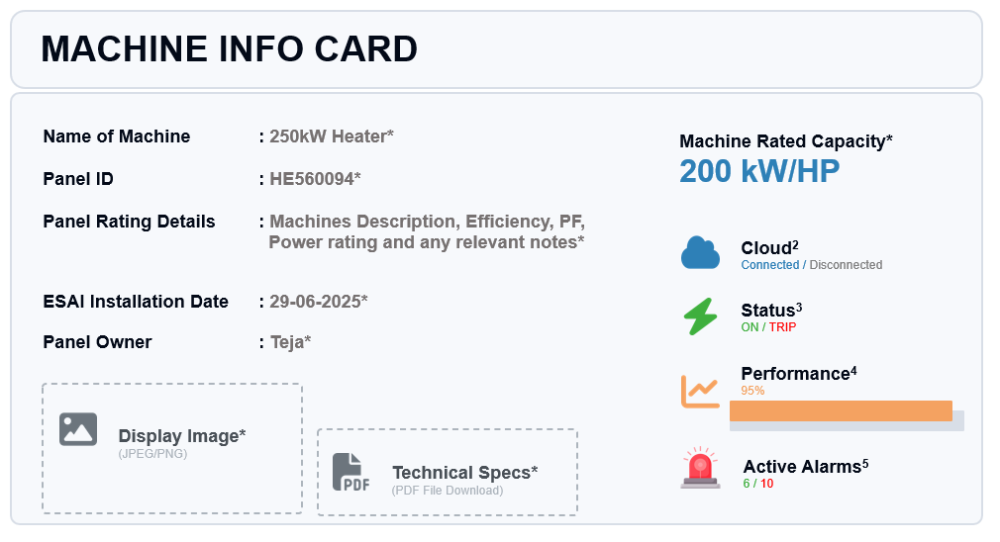 MACHINE INFO CARD
Name of Machine : 250kW Heater*
Panel ID : HE560094*
Panel Rating Details : Machines Description, Efficiency, PF,
Power rating and any relevant notes*
ESAI Installation Date : 29-06-2025*
Panel Owner : Teja*
Display Image*
(JPEG/PNG)
PDF
Technical Specs*
(PDF File Download)
Machine Rated Capacity*
200 kW/HP
Cloud²
Connected / Disconnected
Status³
ON / TRIP
Performance⁴
95%
Active Alarms⁵
6 / 10